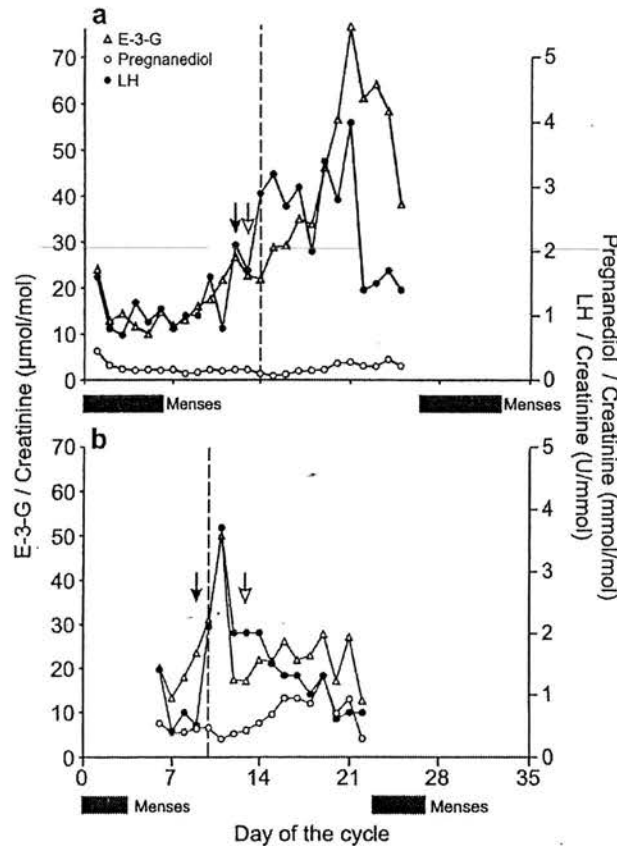 a
E-3-G
Pregnanediol
LH
70
60
50
40
30
20
10
0
5
4
3
2
1
0
Menses
Menses
b
70
60
50
40
30
20
10
0
5
4
3
2
1
0
0
7
14
21
28
35
Menses
Menses
Day of the cycle
E-3-G / Creatinine (µmol/mol)
Pregnanediol / Creatinine (mmol/mol)
LH / Creatinine (U/mmol)